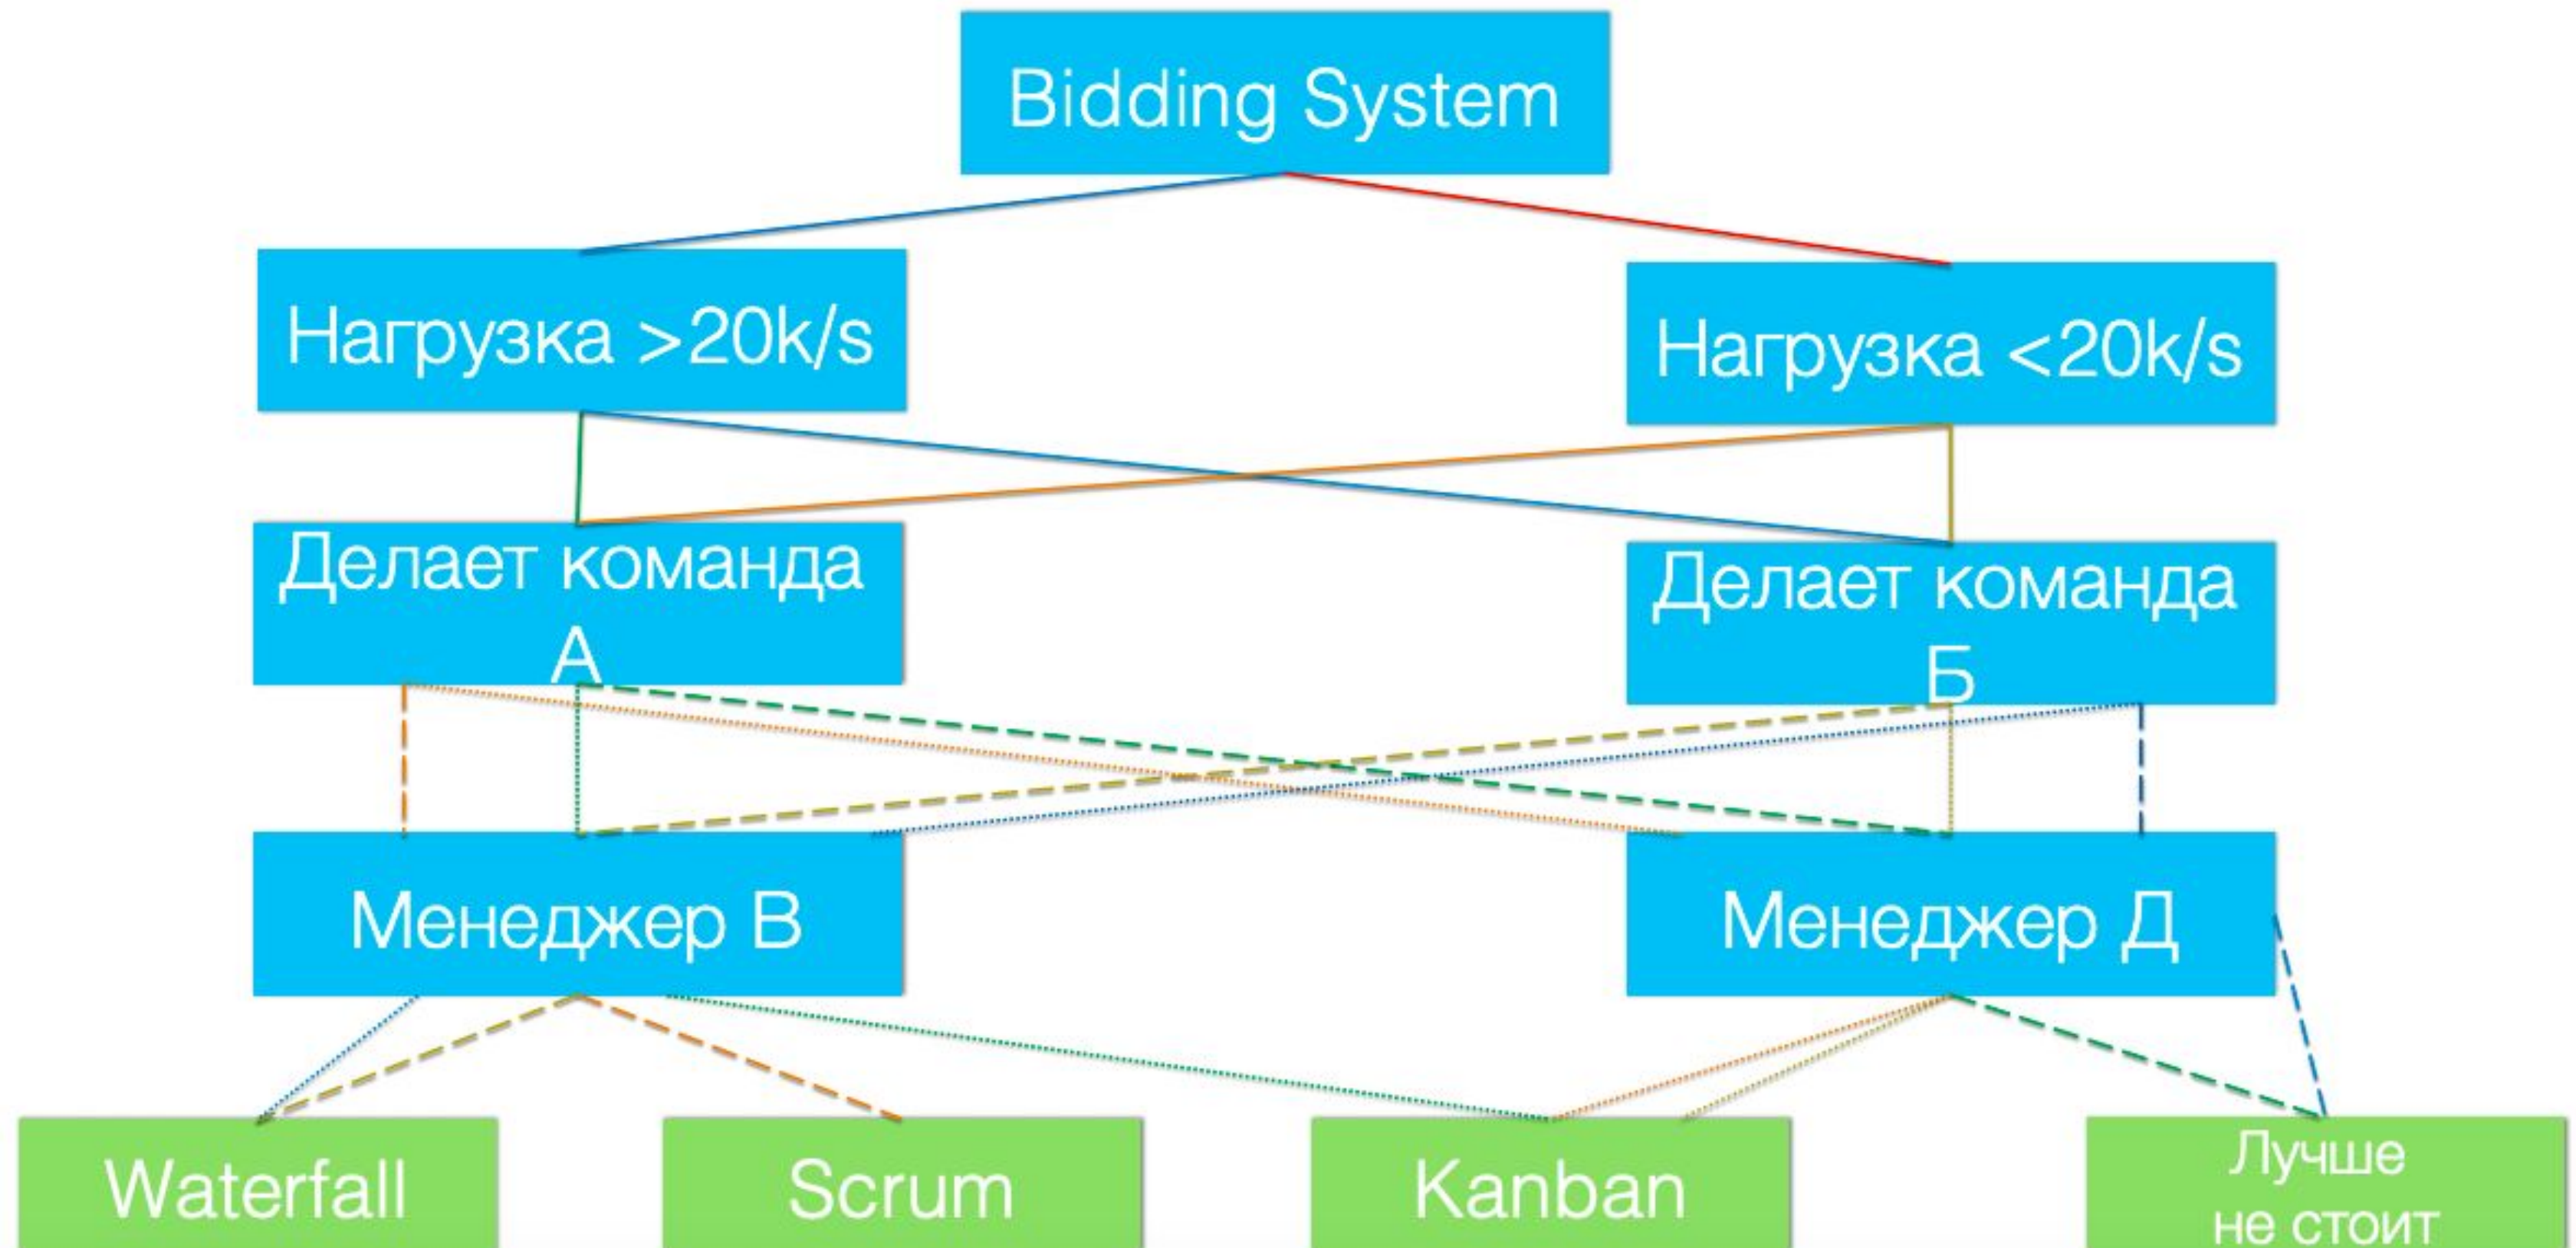 Bidding System
Нагрузка >20k/s
Нагрузка <20k/s
Делает команда
А
Делает команда
Б
Менеджер В
Менеджер Д
Waterfall
Scrum
Kanban
Лучше
не стоит